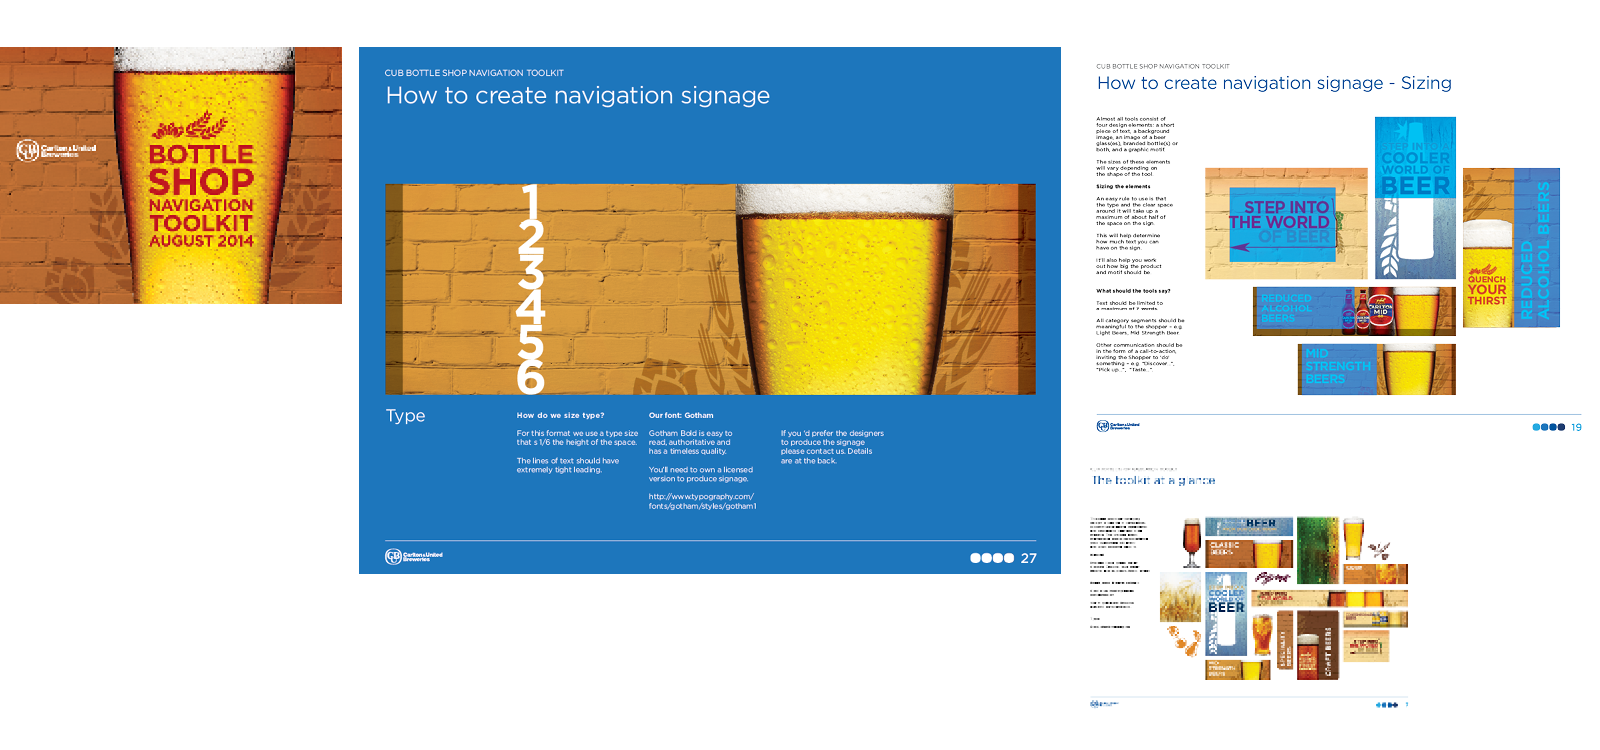 Carlton & United
Breweries
BOTTLE
SHOP
NAVIGATION
TOOLKIT
AUGUST 2014
CUB BOTTLE SHOP NAVIGATION TOOLKIT
How to create navigation signage
1
2
3
4
5
6
Type
How do we size type?
For this format we use a type size
that s 1/6 the height of the space.
The lines of text should have
extremely tight leading.
Our font: Gotham
Gotham Bold is easy to
read, authoritative and
has a timeless quality.
You'll need to own a licensed
version to produce signage.
http://www.typography.com/
fonts/gotham/styles/gotham1
If you 'd prefer the designers
to produce the signage
please contact us. Details
are at the back.
CUB
Carlton & United
Breweries
27
CUB BOTTLE SHOP NAVIGATION TOOLKIT
How to create navigation signage - Sizing
Almost all tools consist of
four design elements: a short
piece of text, a background
image, an image of a beer
glass(es), branded bottle(s) or
both, and a graphic motif.
The sizes of these elements
will vary depending on
the shape of the tool.
Sizing the elements
An easy rule to use is that
the type and the clear space
around it will take up a
maximum of about half of
the space on the sign.
This will help determine
how much text you can
have on the sign.
It'll also help you work
out how big the product
and motif should be.
What should the tools say?
Text should be limited to
a maximum of 7 words.
All category segments should be
meaningful to the shopper – e.g.
Light Beers, Mid Strength Beer
Other communication should be
in the form of a call-to-action,
inviting the Shopper to 'do'
something – e.g. "Discover...",
"Pick up...", "Taste...".
STEP INTO
THE WORLD
OF BEER
STEP INTO A
COOLER
WORLD OF
BEER
QUENCH
YOUR
THIRST
REDUCED
ALCOHOL BEERS
REDUCED
ALCOHOL
BEERS
CARLTON
MID
MID
STRENGTH
BEERS
Carlton & United
Breweries
19
The toolkit at a glance
BEER
CLASSIC
BEERS
COOLER
WORLD OF
BEER
MID
STRENGTH
BEERS
CRAFT BEERS